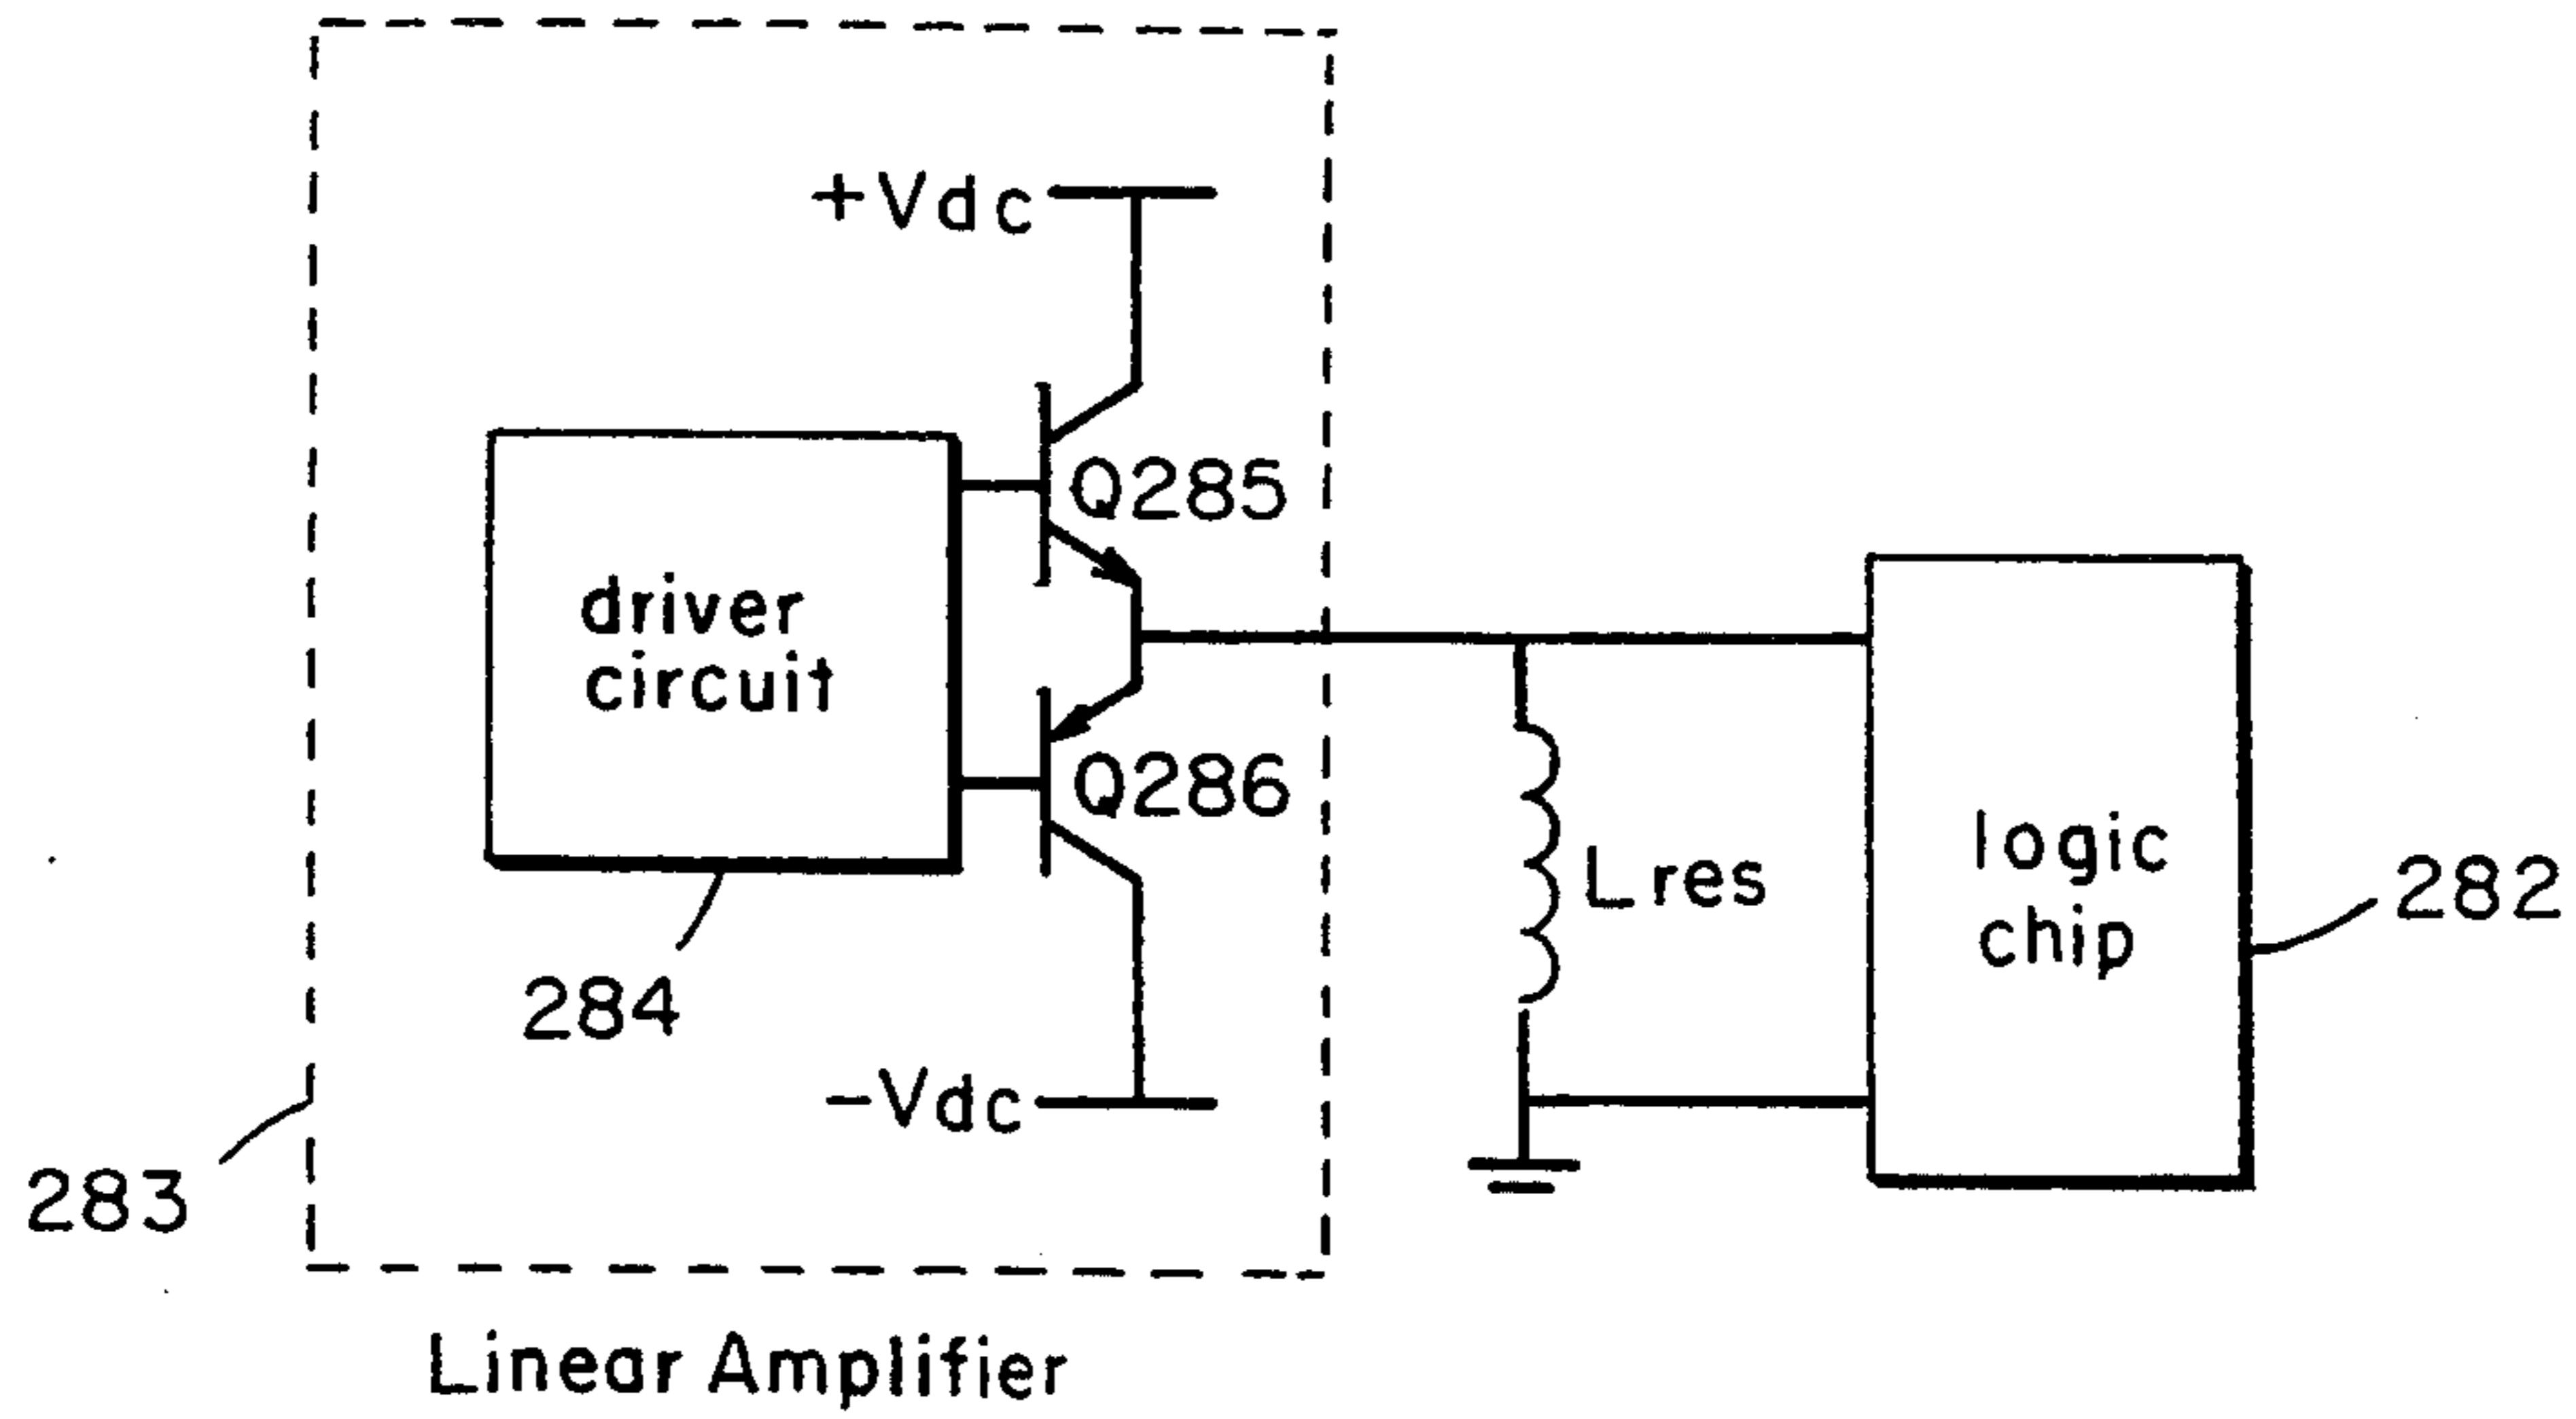 +Vdc
Q285
driver
circuit
Q286
Lres
logic
chip
282
284
-Vdc
283
Linear Amplifier